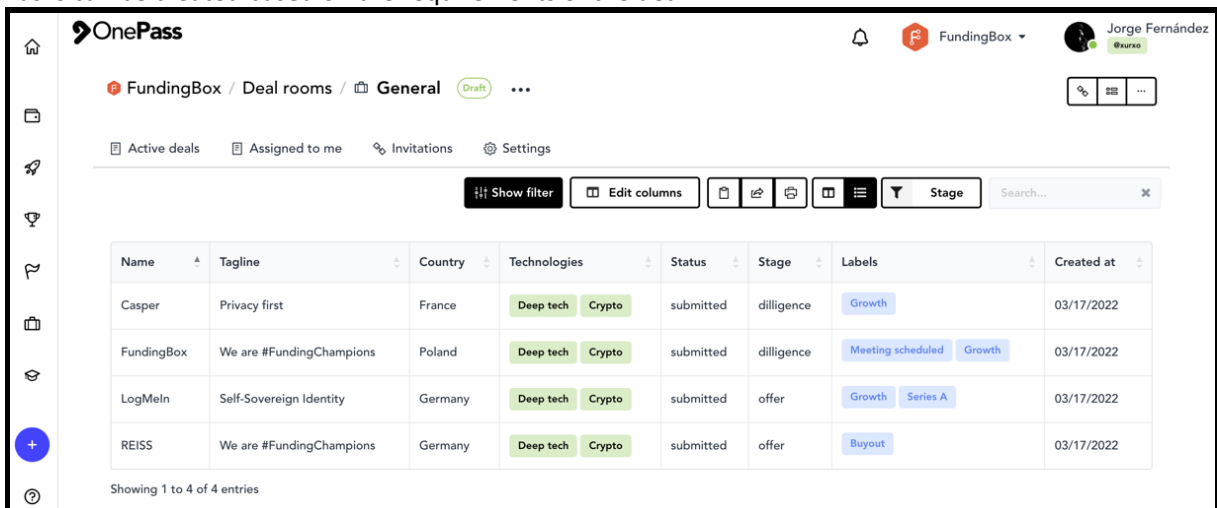 OnePass
FundingBox
Jorge Fernández
@xurxo
FundingBox / Deal rooms / General Draft ...
Active deals Assigned to me Invitations Settings
Show filter Edit columns Stage Search...
Name Tagline Country Technologies Status Stage Labels Created at
Casper Privacy first France Deep tech Crypto submitted dilligence Growth 03/17/2022
FundingBox We are #FundingChampions Poland Deep tech Crypto submitted dilligence Meeting scheduled Growth 03/17/2022
LogMeIn Self-Sovereign Identity Germany Deep tech Crypto submitted offer Growth Series A 03/17/2022
REISS We are #FundingChampions Germany Deep tech Crypto submitted offer Buyout 03/17/2022
Showing 1 to 4 of 4 entries